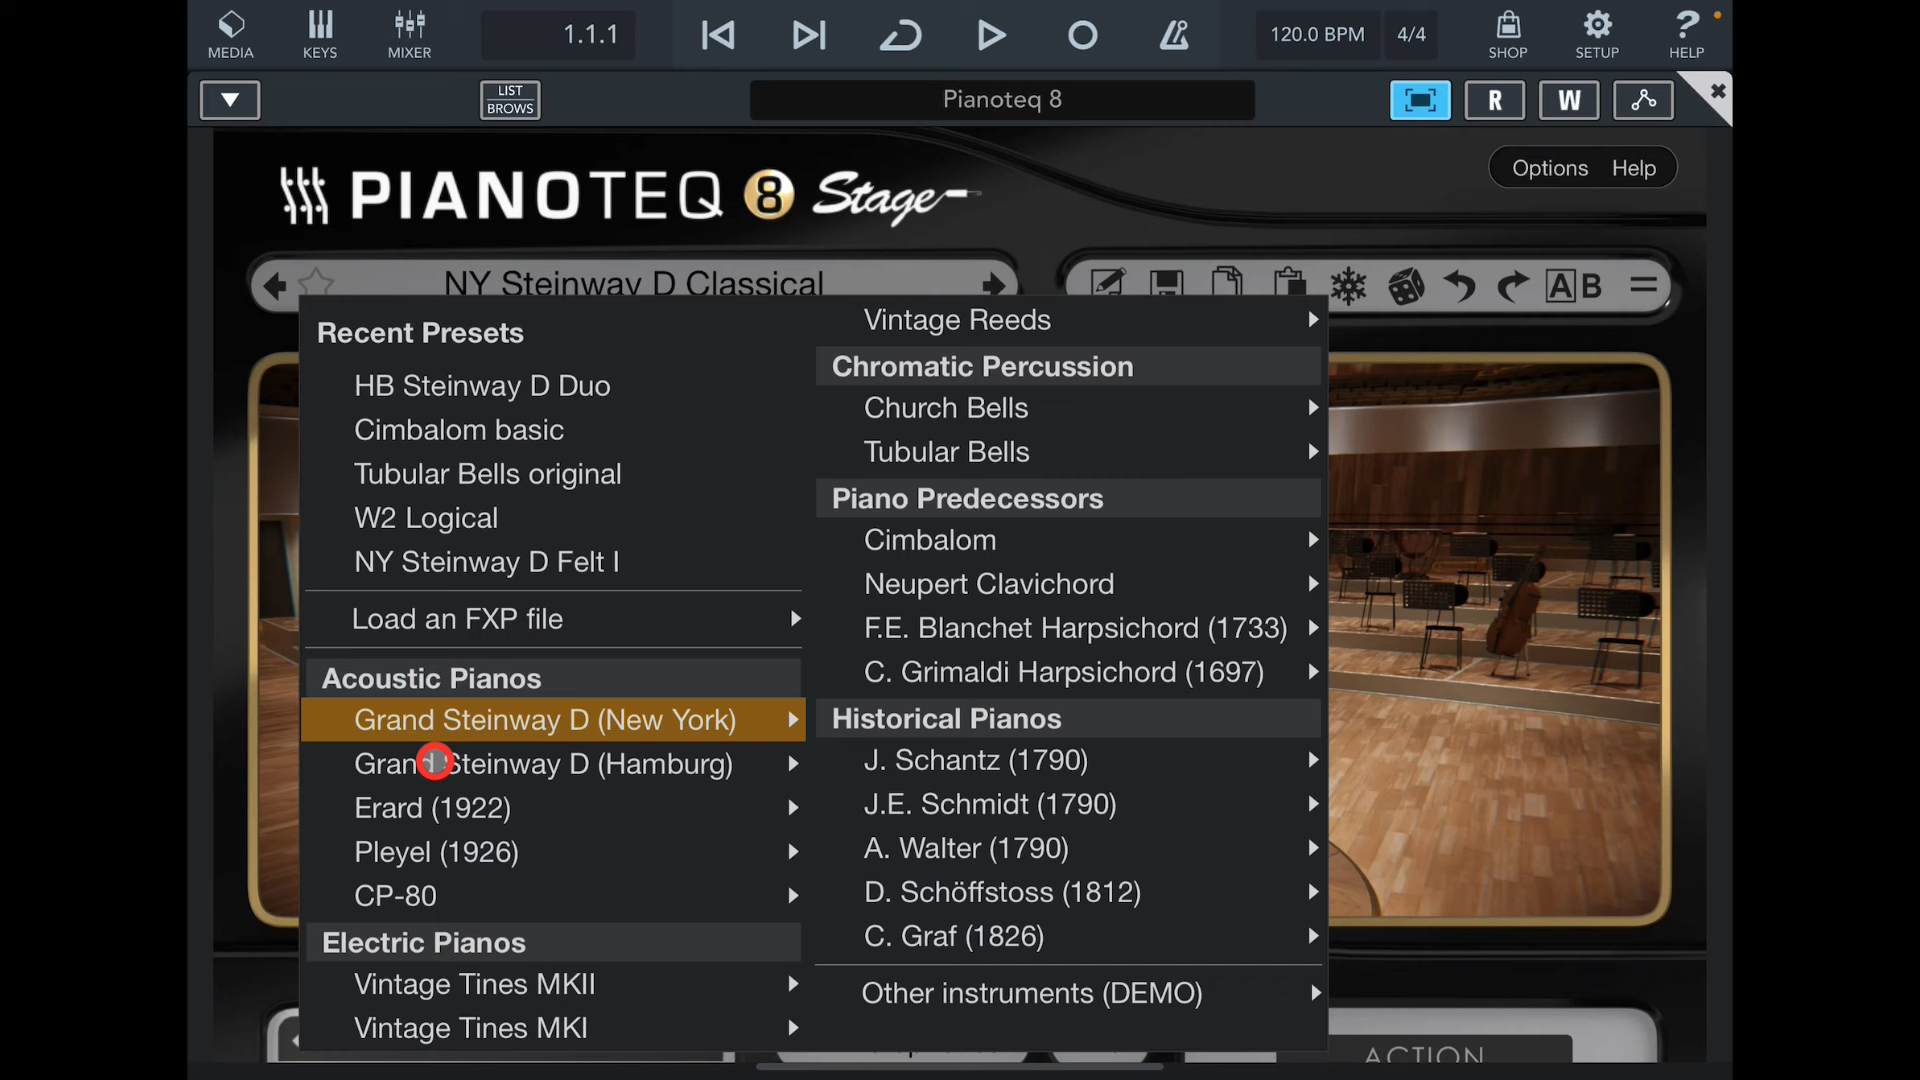 MEDIA
KEYS
MIXER
1.1.1
120.0 BPM
4/4
SHOP
SETUP
HELP
LIST
BROWS
Pianoteq 8
R
W
PIANOTEQ 8 Stage
Options
Help
NY Steinway D Classical
AB
Recent Presets
HB Steinway D Duo
Cimbalom basic
Tubular Bells original
W2 Logical
NY Steinway D Felt I
Load an FXP file
Acoustic Pianos
Grand Steinway D (New York)
Grand Steinway D (Hamburg)
Erard (1922)
Pleyel (1926)
CP-80
Electric Pianos
Vintage Tines MKII
Vintage Tines MKI
Vintage Reeds
Chromatic Percussion
Church Bells
Tubular Bells
Piano Predecessors
Cimbalom
Neupert Clavichord
F.E. Blanchet Harpsichord (1733)
C. Grimaldi Harpsichord (1697)
Historical Pianos
J. Schantz (1790)
J.E. Schmidt (1790)
A. Walter (1790)
D. Schöffstoss (1812)
C. Graf (1826)
Other instruments (DEMO)
ACTION